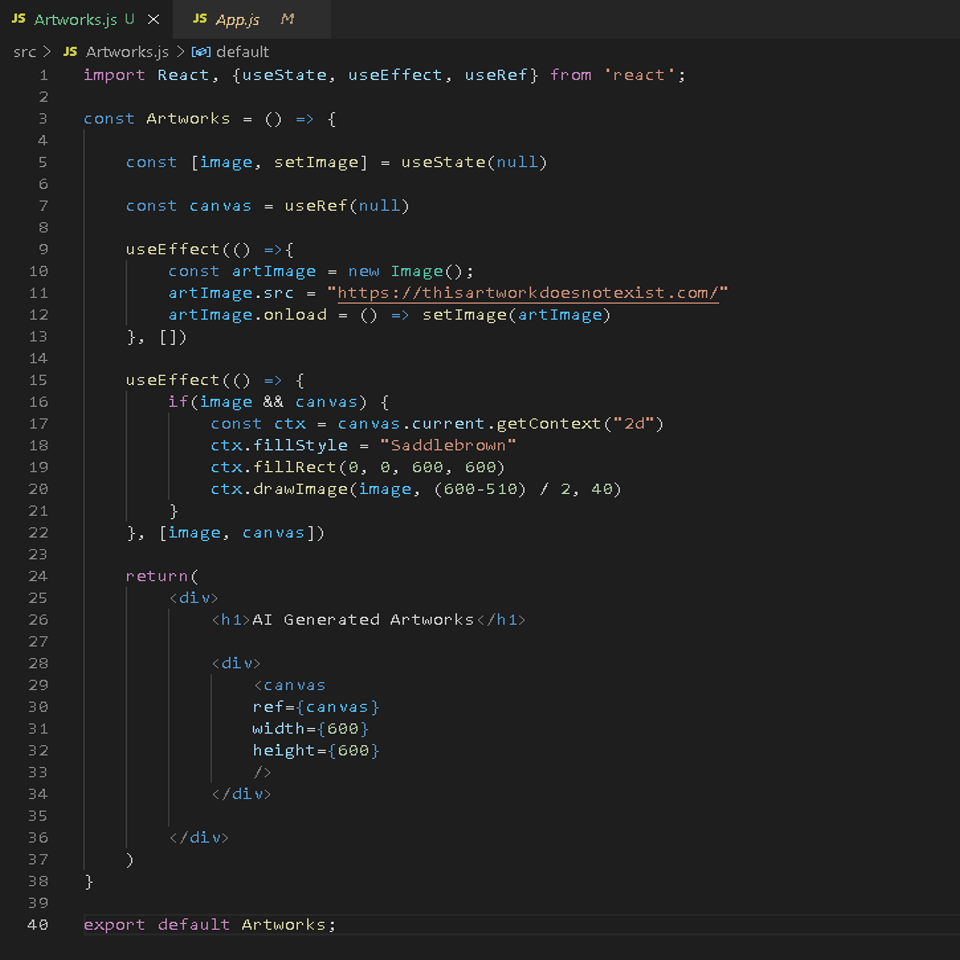 JS Artworks.js U × JS App.js M
src > JS Artworks.js > default
1 import React, {useState, useEffect, useRef} from 'react';
2
3 const Artworks = () => {
4
5 const [image, setImage] = useState(null)
6
7 const canvas = useRef(null)
8
9 useEffect(() =>{
10 const artImage = new Image();
11 artImage.src = "https://thisartworkdoesnotexist.com/"
12 artImage.onload = () => setImage(artImage)
13 }, [])
14
15 useEffect(() => {
16 if(image && canvas) {
17 const ctx = canvas.current.getContext("2d")
18 ctx.fillStyle = "Saddlebrown"
19 ctx.fillRect(0, 0, 600, 600)
20 ctx.drawImage(image, (600-510) / 2, 40)
21 }
22 }, [image, canvas])
23
24 return(
25 <div>
26 <h1>AI Generated Artworks</h1>
27
28 <div>
29 <canvas
30 ref={canvas}
31 width={600}
32 height={600}
33 />
34 </div>
35
36 </div>
37 )
38 }
39
40 export default Artworks;